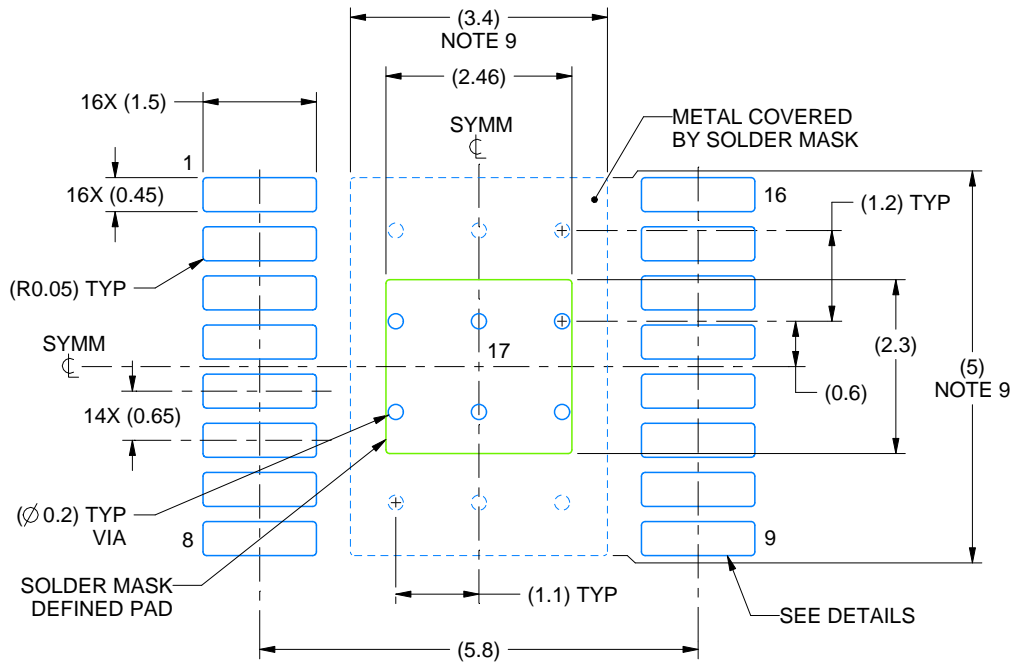 (3.4)
NOTE 9
(2.46)
16X (1.5)
SYMM
℄
METAL COVERED
BY SOLDER MASK
1
16X (0.45)
16
(1.2) TYP
(R0.05) TYP
SYMM
℄
17
(2.3)
(5)
NOTE 9
(0.6)
14X (0.65)
(∅ 0.2) TYP
VIA
8
9
SOLDER MASK
DEFINED PAD
(1.1) TYP
SEE DETAILS
(5.8)